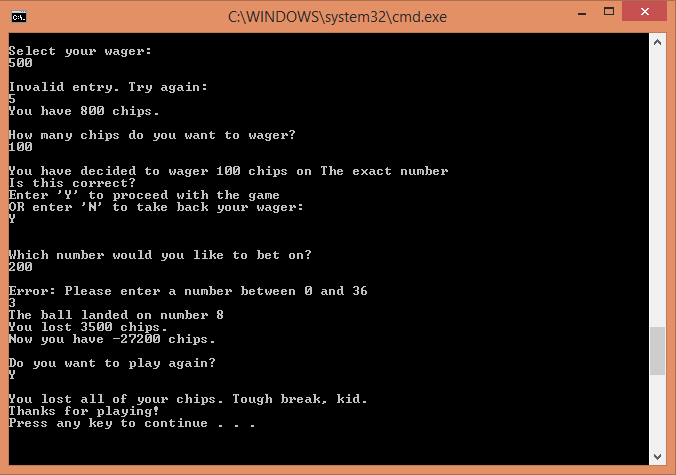 C:\WINDOWS\system32\cmd.exe
Select your wager:
500
Invalid entry. Try again:
5
You have 800 chips.
How many chips do you want to wager?
100
You have decided to wager 100 chips on The exact number
Is this correct?
Enter 'Y' to proceed with the game
OR enter 'N' to take back your wager:
Y
Which number would you like to bet on?
200
Error: Please enter a number between 0 and 36
3
The ball landed on number 8
You lost 3500 chips.
Now you have -27200 chips.
Do you want to play again?
Y
You lost all of your chips. Tough break, kid.
Thanks for playing!
Press any key to continue . . .